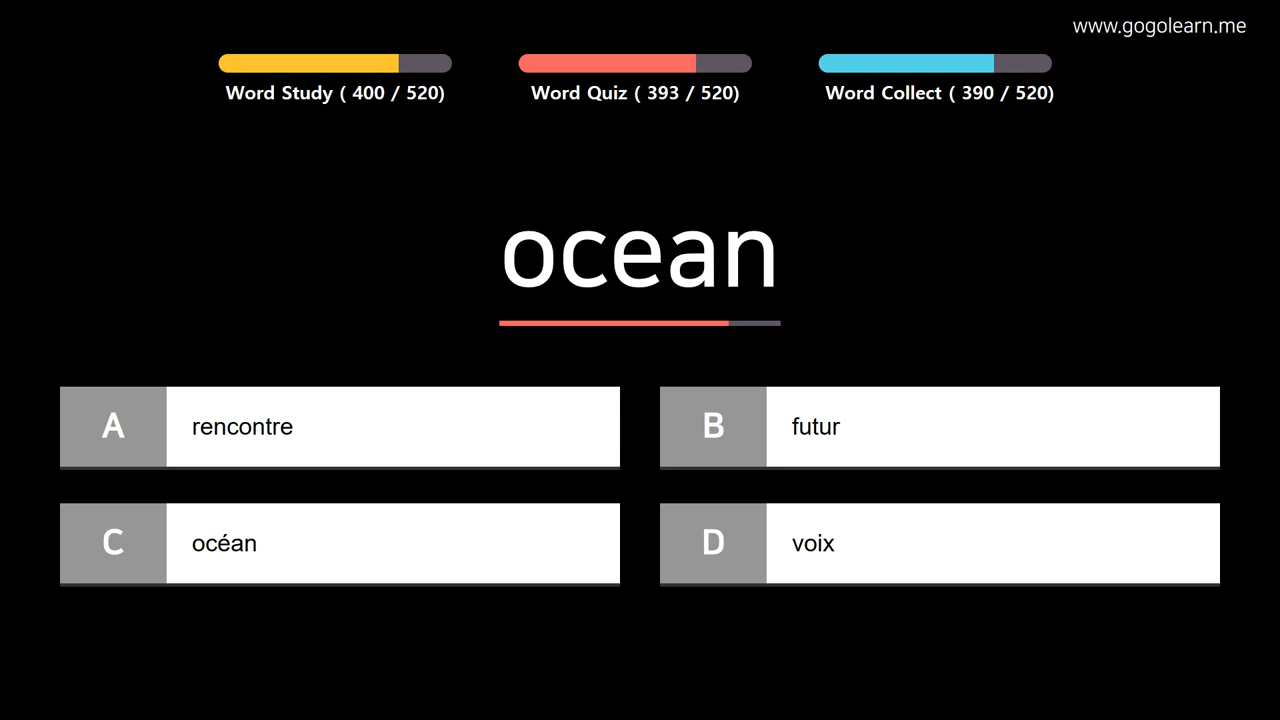 www.gogolearn.me
Word Study ( 400 / 520)
Word Quiz ( 393 / 520)
Word Collect ( 390 / 520)
ocean
A rencontre
B futur
C océan
D voix